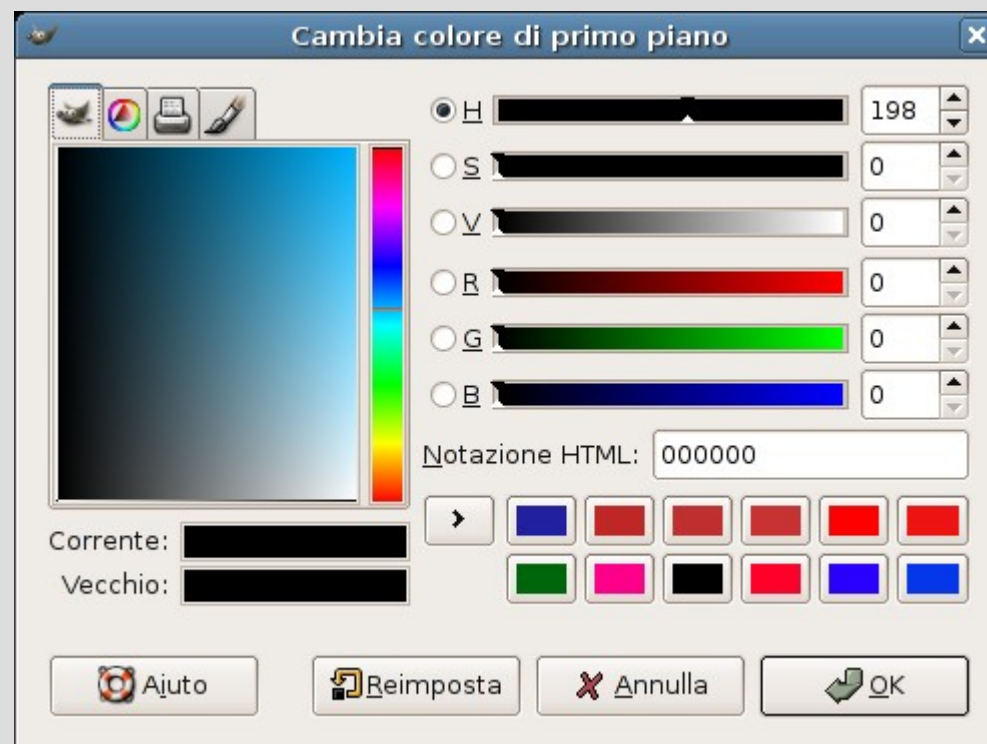 Cambia colore di primo piano
H 198
S 0
V 0
R 0
G 0
B 0
Notazione HTML: 000000
Corrente:
Vecchio:
Aiuto Reimposta Annulla OK